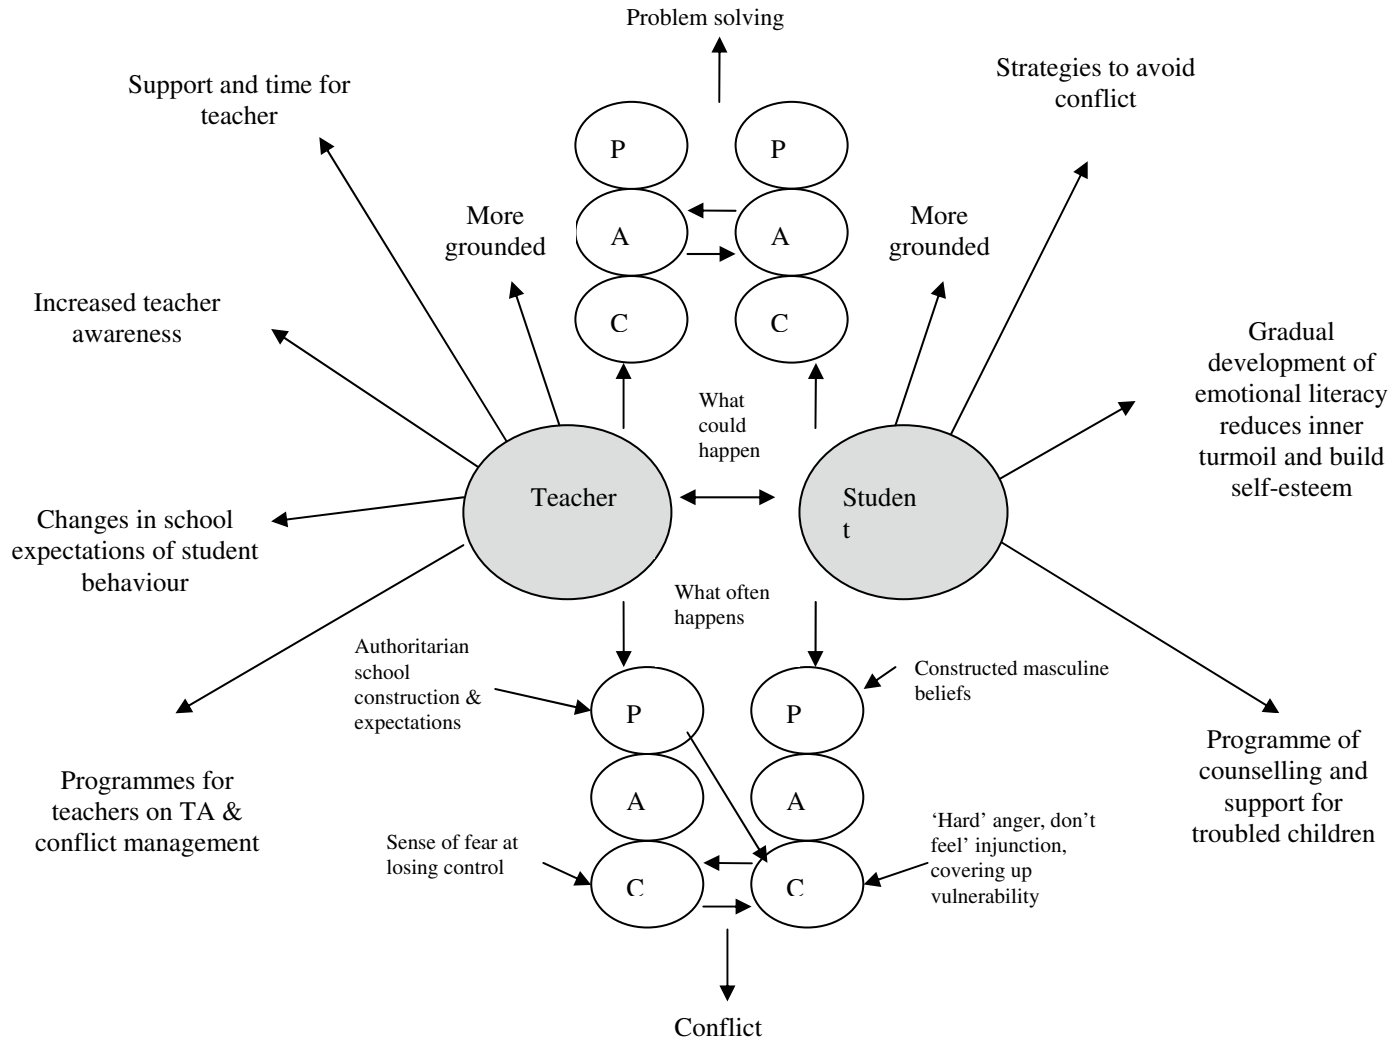 Problem solving
Support and time for
teacher
Strategies to avoid
conflict
P
P
More
grounded
A
A
More
grounded
Increased teacher
awareness
C
C
Gradual
development of
emotional literacy
reduces inner
turmoil and build
self-esteem
What
could
happen
Teacher
Studen
t
Changes in school
expectations of student
behaviour
What often
happens
Authoritarian
school
construction &
expectations
Constructed masculine
beliefs
P
P
Programmes for
teachers on TA &
conflict management
Programme of
counselling and
support for
troubled children
A
A
Sense of fear at
losing control
‘Hard’ anger, don’t
feel’ injunction,
covering up
vulnerability
C
C
Conflict